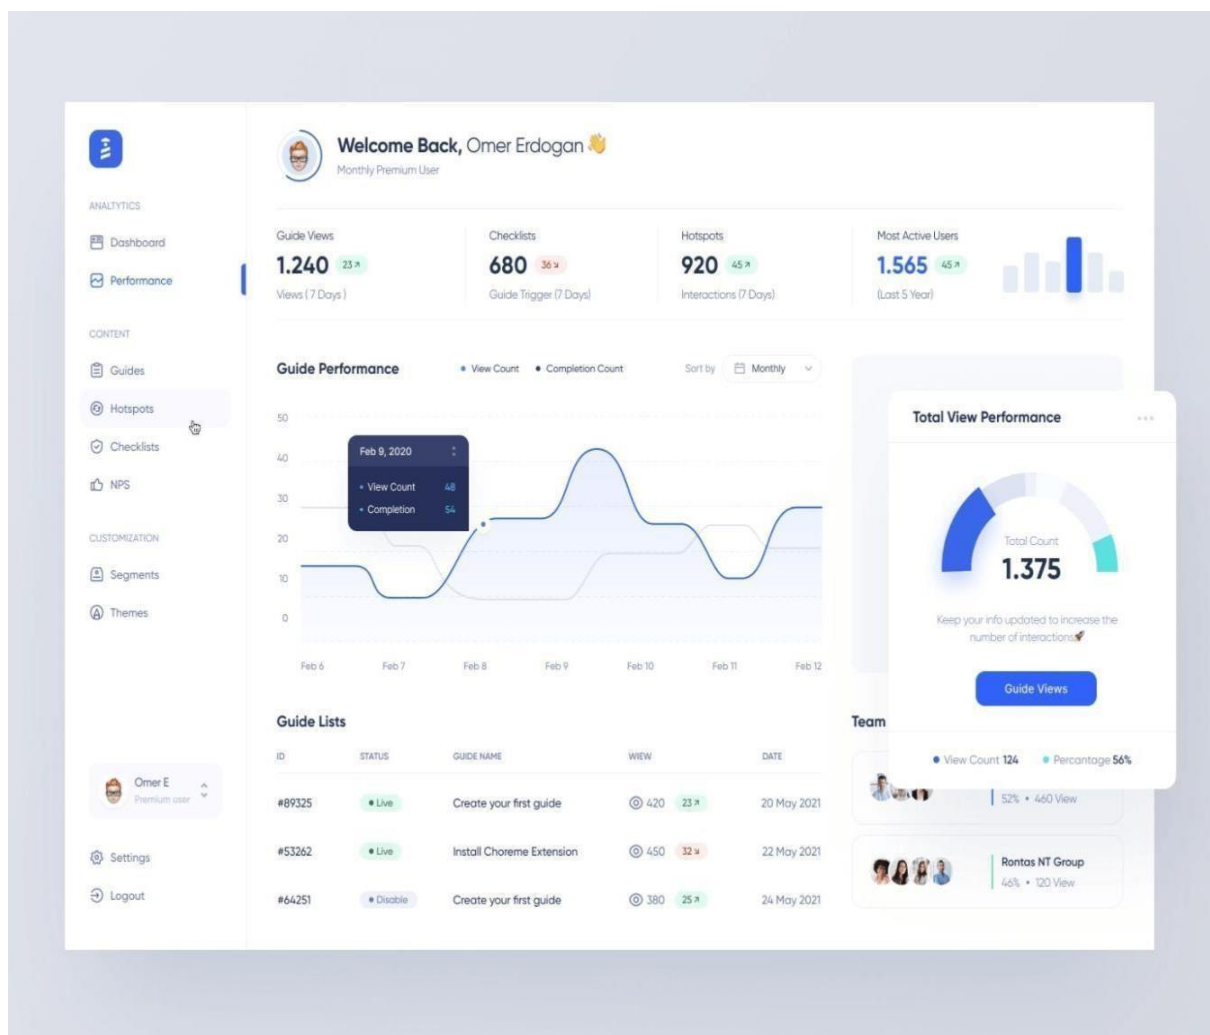 Welcome Back, Omer Erdogan 👋
Monthly Premium User
ANALTYTICS
Dashboard
Performance
CONTENT
Guides
Hotspots
Checklists
NPS
CUSTOMIZATION
Segments
Themes
Omer E
Premium user
Settings
Logout
Guide Views
1.240 23
Views ( 7 Days )
Checklists
680 36
Guide Trigger (7 Days)
Hotspots
920 45
Interactions (7 Days)
Most Active Users
1.565 45
(Last 5 Year)
Guide Performance
View Count Completion Count
Sort by Monthly
50
40
30
20
10
0
Feb 9, 2020
View Count 48
Completion 54
Feb 6 Feb 7 Feb 8 Feb 9 Feb 10 Feb 11 Feb 12
Total View Performance
Total Count
1.375
Keep your info updated to increase the
number of interactions🚀
Guide Views
View Count 124 Percantage 56%
Guide Lists
ID STATUS GUIDE NAME WIEW DATE
#89325 Live Create your first guide 420 23 20 May 2021
#53262 Live Install Choreme Extension 450 32 22 May 2021
#64251 Disable Create your first guide 380 25 24 May 2021
Team
52% • 460 View
Rontas NT Group
46% • 120 View